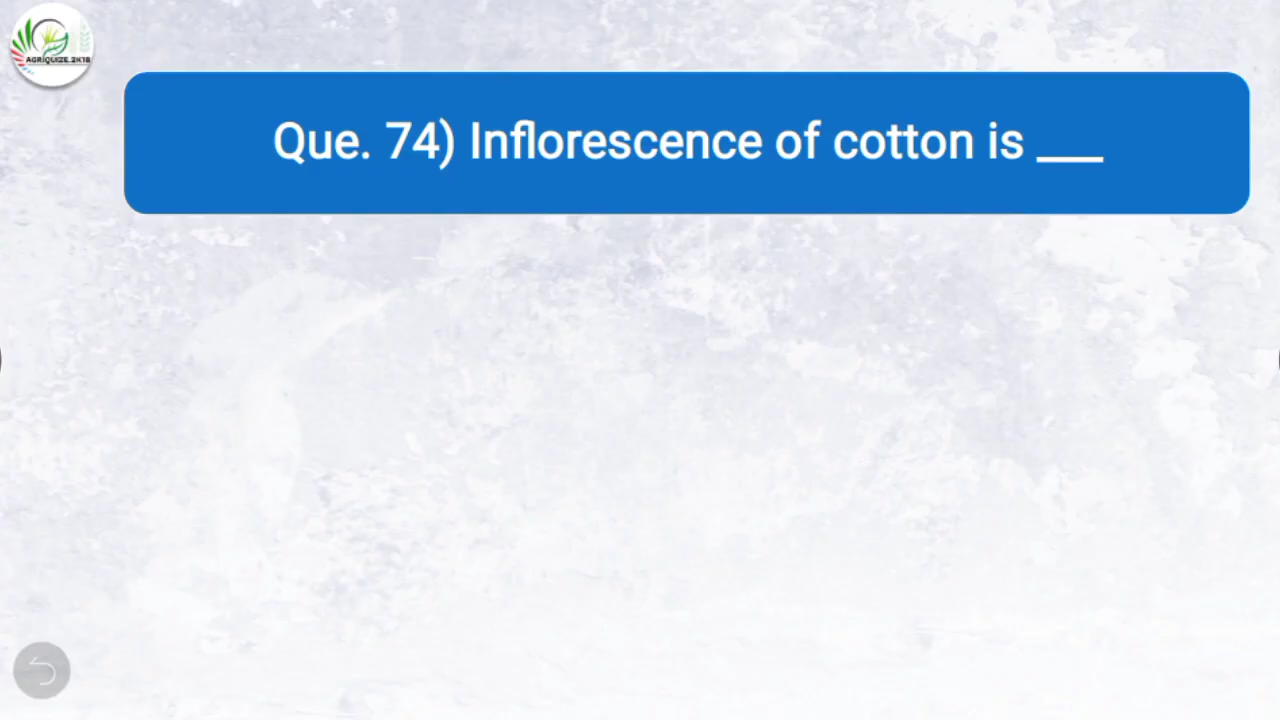 AGRIQUIZE.2K18
Que. 74) Inflorescence of cotton is ___